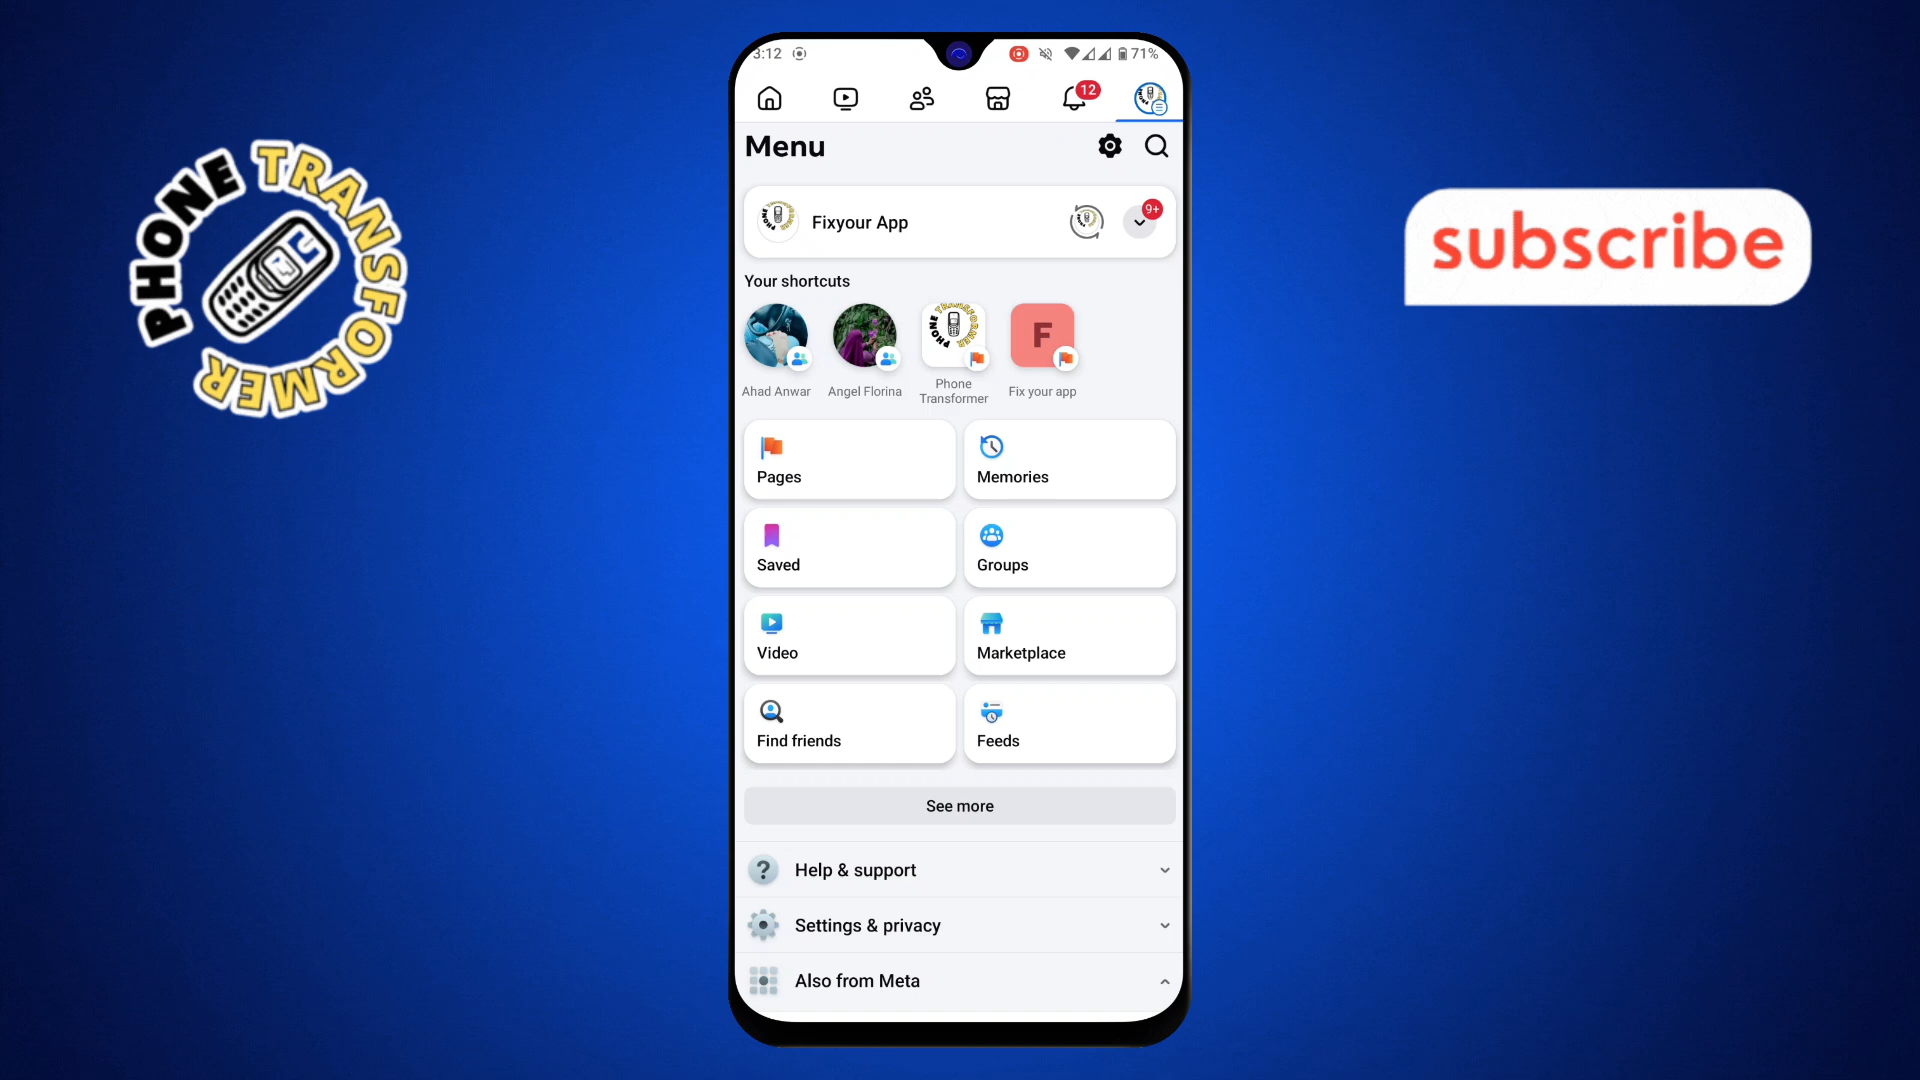 PHONE TRANSFORMER
subscribe
3:12
71%
12
Menu
Fixyour App
9+
Your shortcuts
PHONE TRANSFORMER
F
Ahad Anwar
Angel Florina
Phone
Transformer
Fix your app
Pages
Memories
Saved
Groups
Video
Marketplace
Find friends
Feeds
See more
?
Help & support
Settings & privacy
Also from Meta